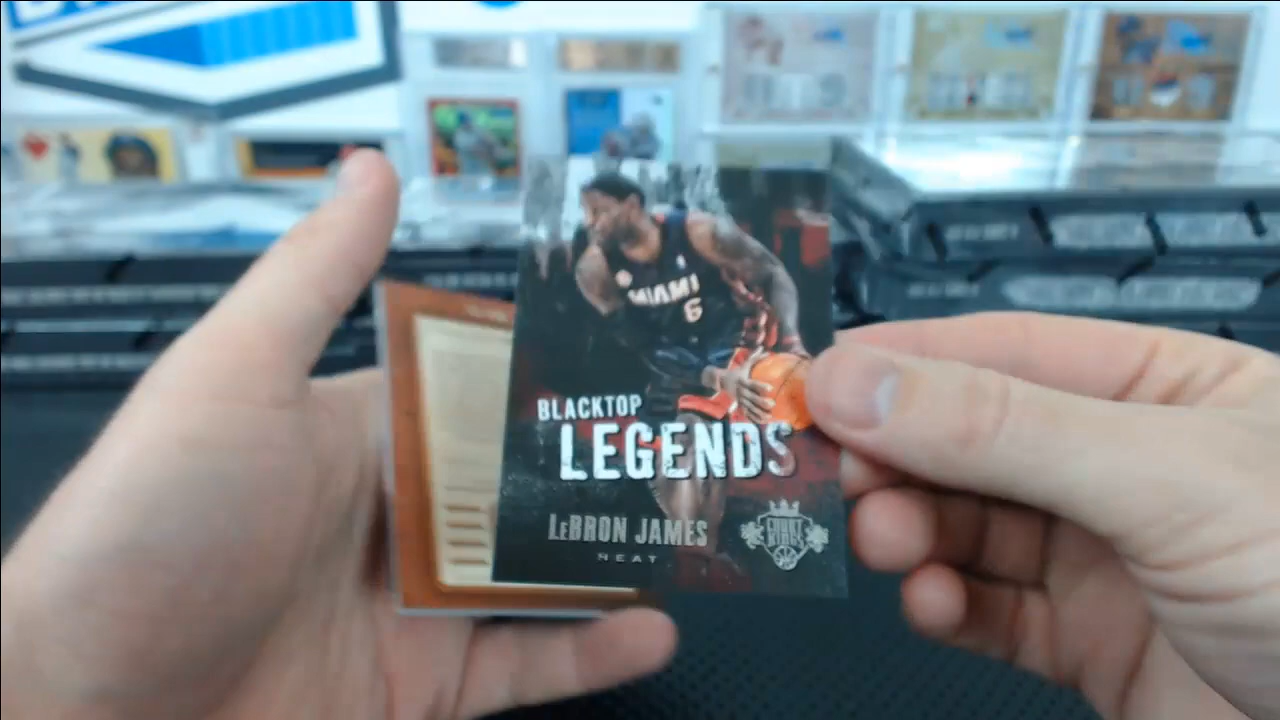 MIAMI
6
BLACKTOP
LEGENDS
LeBRON JAMES
HEAT
COURT
KINGS